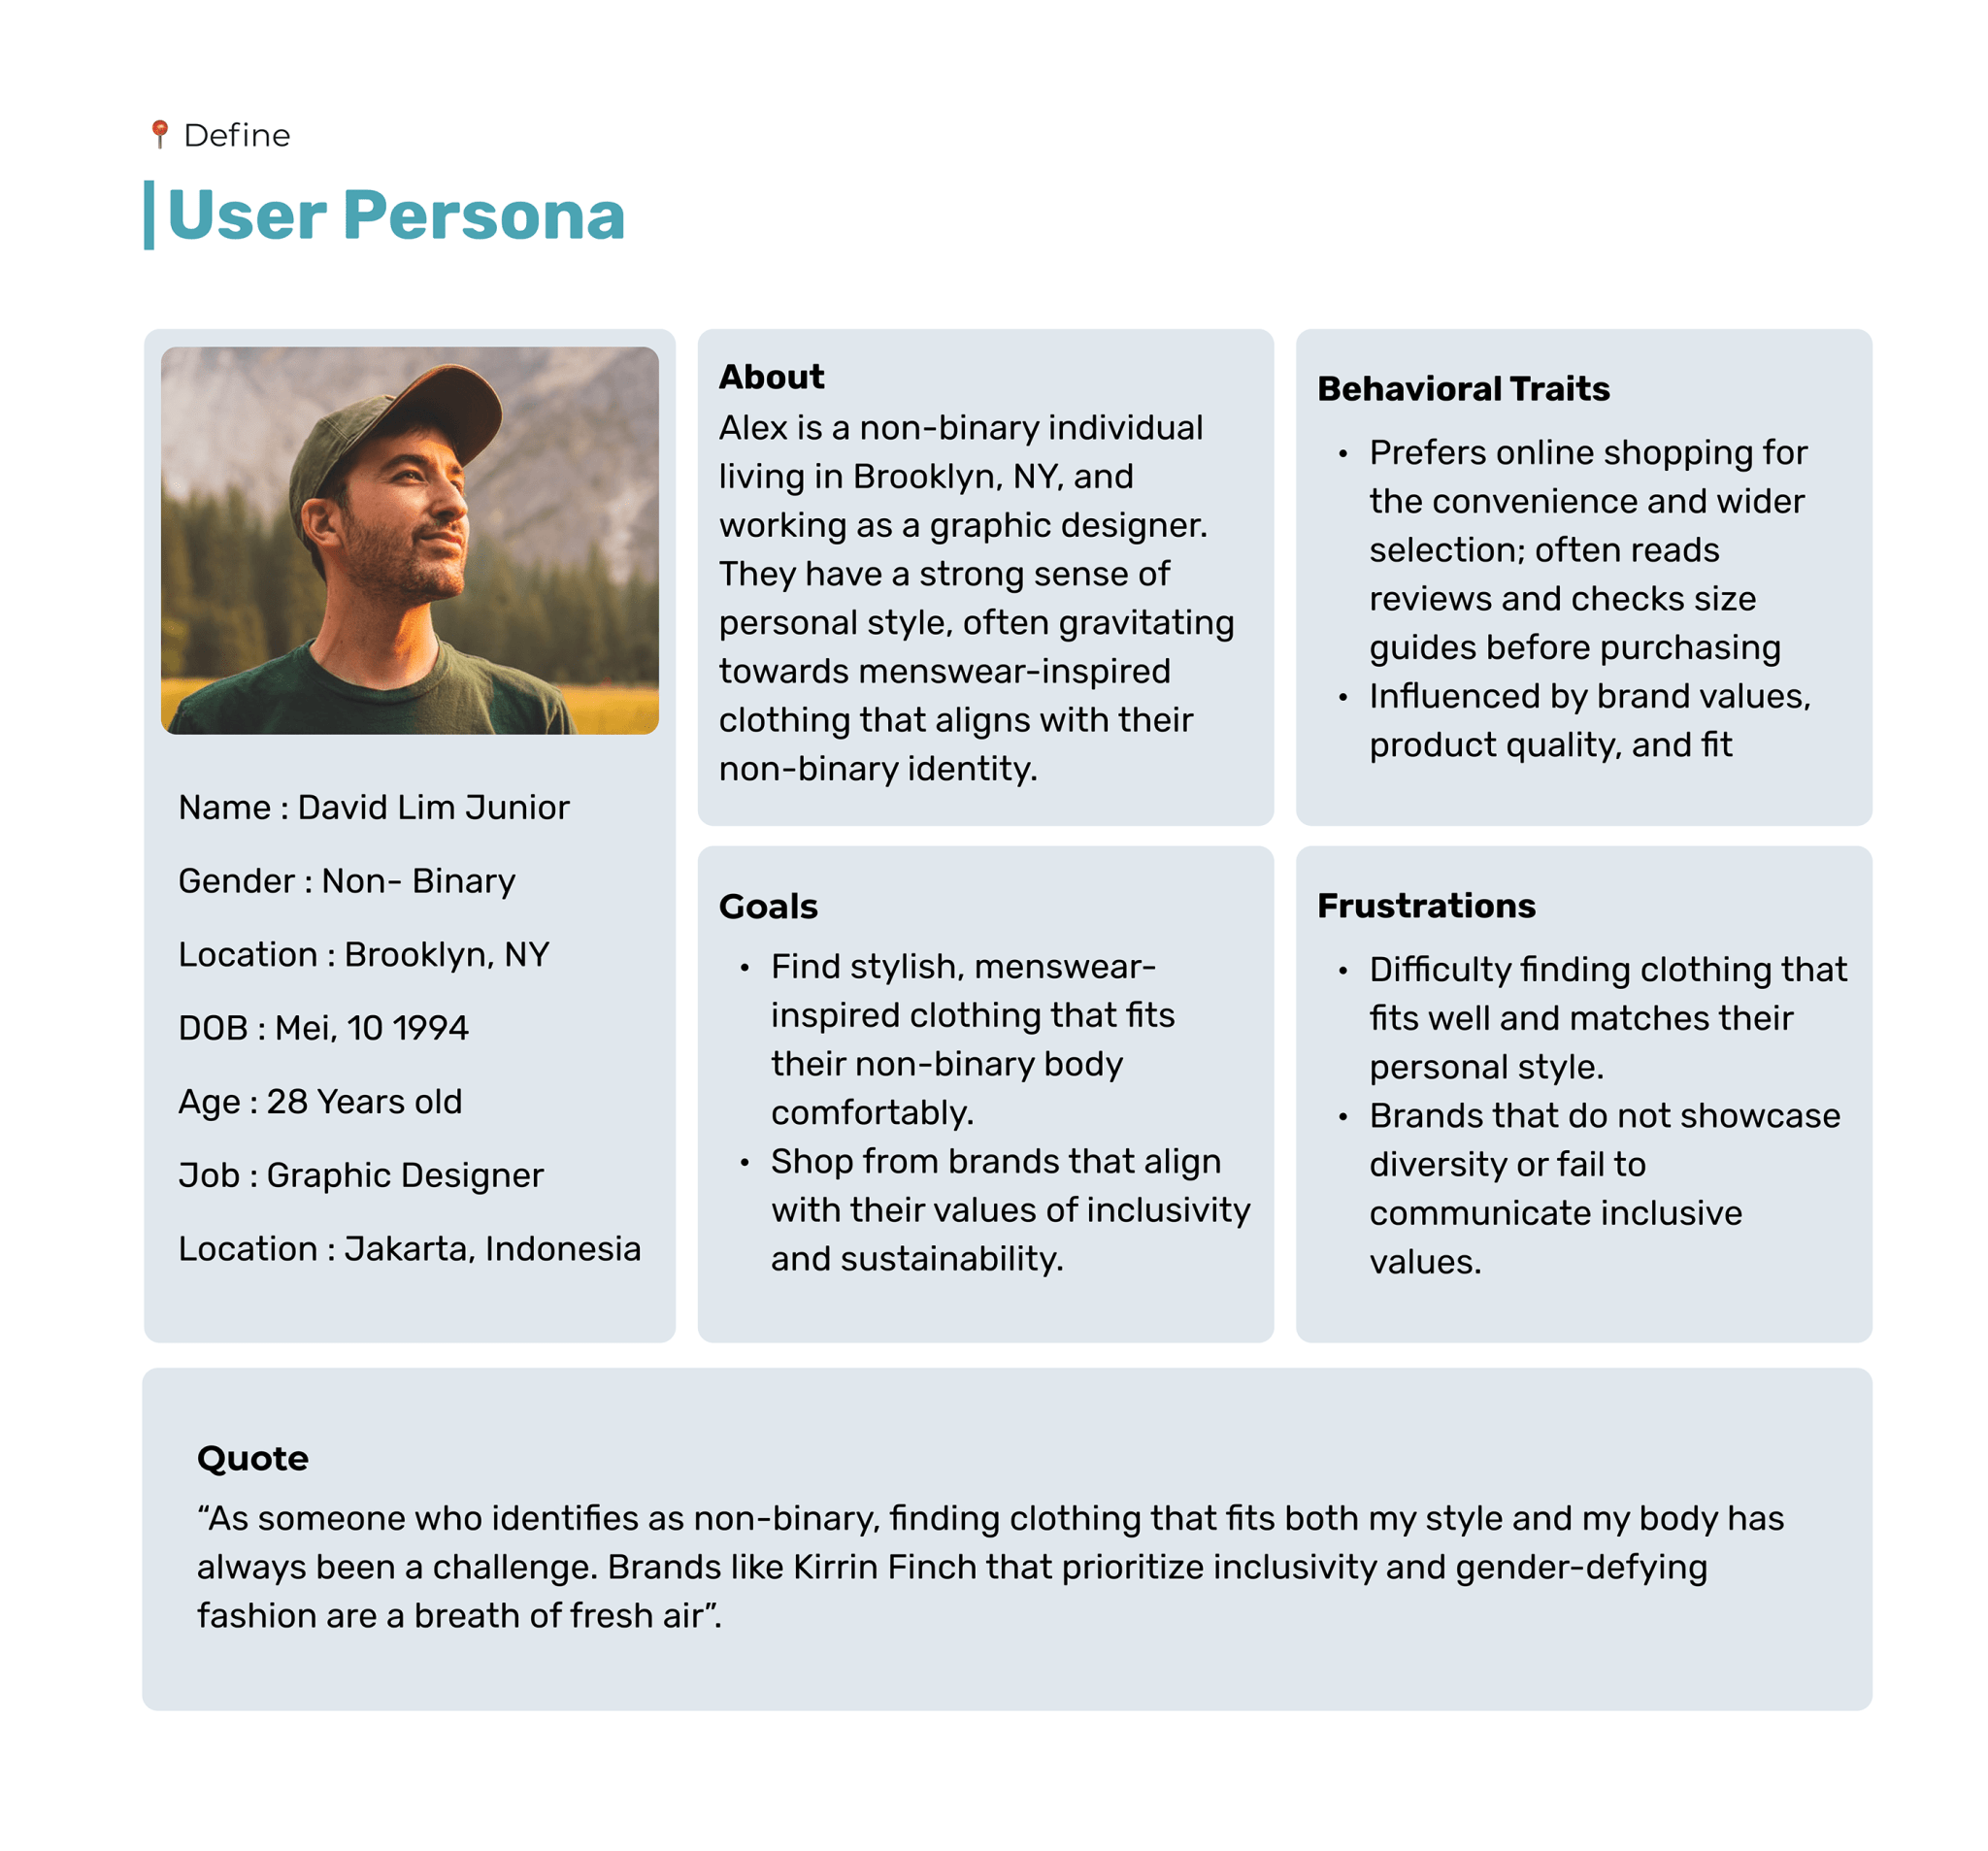 📍 Define
User Persona
Name : David Lim Junior
Gender : Non- Binary
Location : Brooklyn, NY
DOB : Mei, 10 1994
Age : 28 Years old
Job : Graphic Designer
Location : Jakarta, Indonesia
About
Alex is a non-binary individual
living in Brooklyn, NY, and
working as a graphic designer.
They have a strong sense of
personal style, often gravitating
towards menswear-inspired
clothing that aligns with their
non-binary identity.
Behavioral Traits
• Prefers online shopping for
the convenience and wider
selection; often reads
reviews and checks size
guides before purchasing
• Influenced by brand values,
product quality, and fit
Goals
• Find stylish, menswear-
inspired clothing that fits
their non-binary body
comfortably.
• Shop from brands that align
with their values of inclusivity
and sustainability.
Frustrations
• Difficulty finding clothing that
fits well and matches their
personal style.
• Brands that do not showcase
diversity or fail to
communicate inclusive
values.
Quote
“As someone who identifies as non-binary, finding clothing that fits both my style and my body has
always been a challenge. Brands like Kirrin Finch that prioritize inclusivity and gender-defying
fashion are a breath of fresh air”.